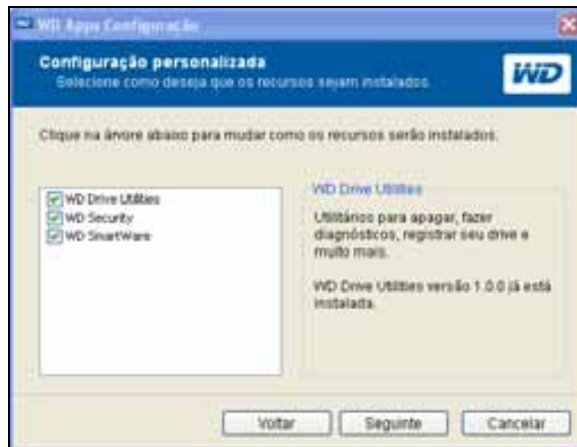 WD Apps Configuração
Configuração personalizada
Selecione como deseja que os recursos sejam instalados.
WD
Clique na árvore abaixo para mudar como os recursos serão instalados.
WD Drive Utilities
WD Security
WD SmartWare
WD Drive Utilities
Utilitários para apagar, fazer
diagnósticos, registrar seu drive e
muito mais.
WD Drive Utilities versão 1.0.0 já está
instalada.
Voltar
Seguinte
Cancelar